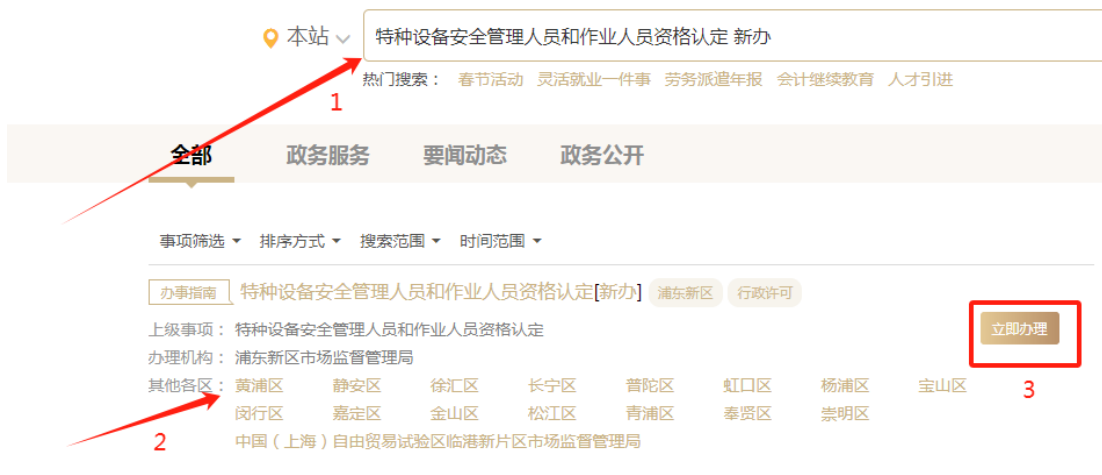 本站 特种设备安全管理人员和作业人员资格认定 新办
热门搜索： 春节活动 灵活就业一件事 劳务派遣年报 会计继续教育 人才引进
1
全部 政务服务 要闻动态 政务公开
事项筛选 排序方式 搜索范围 时间范围
办事指南 特种设备安全管理人员和作业人员资格认定[新办] 浦东新区 行政许可
上级事项： 特种设备安全管理人员和作业人员资格认定 立即办理
办理机构： 浦东新区市场监督管理局
其他各区： 黄浦区 静安区 徐汇区 长宁区 普陀区 虹口区 杨浦区 宝山区 3
闵行区 嘉定区 金山区 松江区 青浦区 奉贤区 崇明区
2 中国（上海）自由贸易试验区临港新片区市场监督管理局